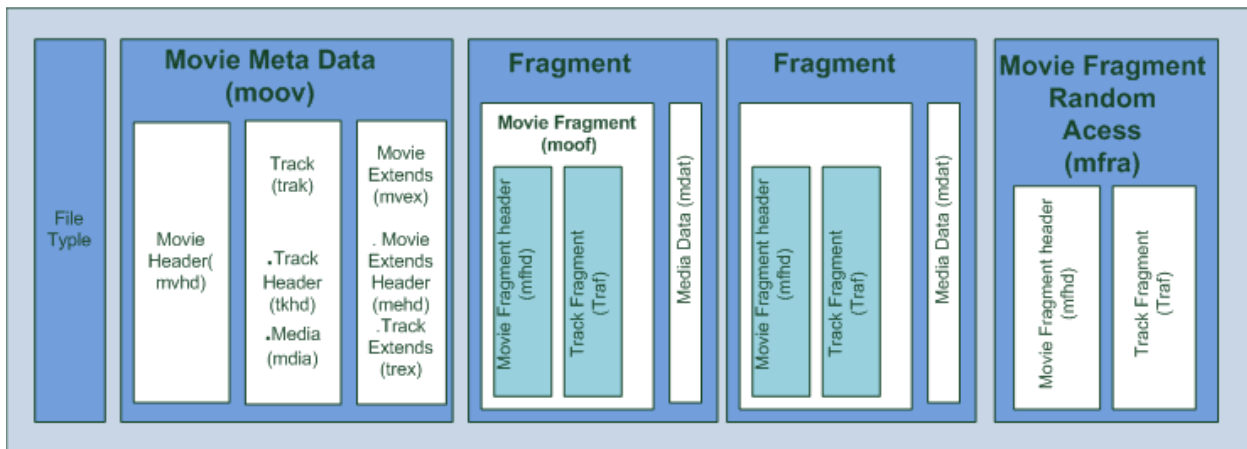 File
Typle
Movie Meta Data
(moov)
Movie
Header(
mvhd)
Track
(trak)
.Track
Header
(tkhd)
.Media
(mdia)
Movie
Extends
(mvex)
. Movie
Extends
Header
(mehd)
.Track
Extends
(trex)
Fragment
Movie Fragment
(moof)
Movie Fragment header
(mfhd)
Track Fragment
(Traf)
Media Data (mdat)
Fragment
Movie Fragment header
(mfhd)
Track Fragment
(Traf)
Media Data (mdat)
Movie Fragment
Random
Acess
(mfra)
Movie Fragment header
(mfhd)
Track Fragment
(Traf)